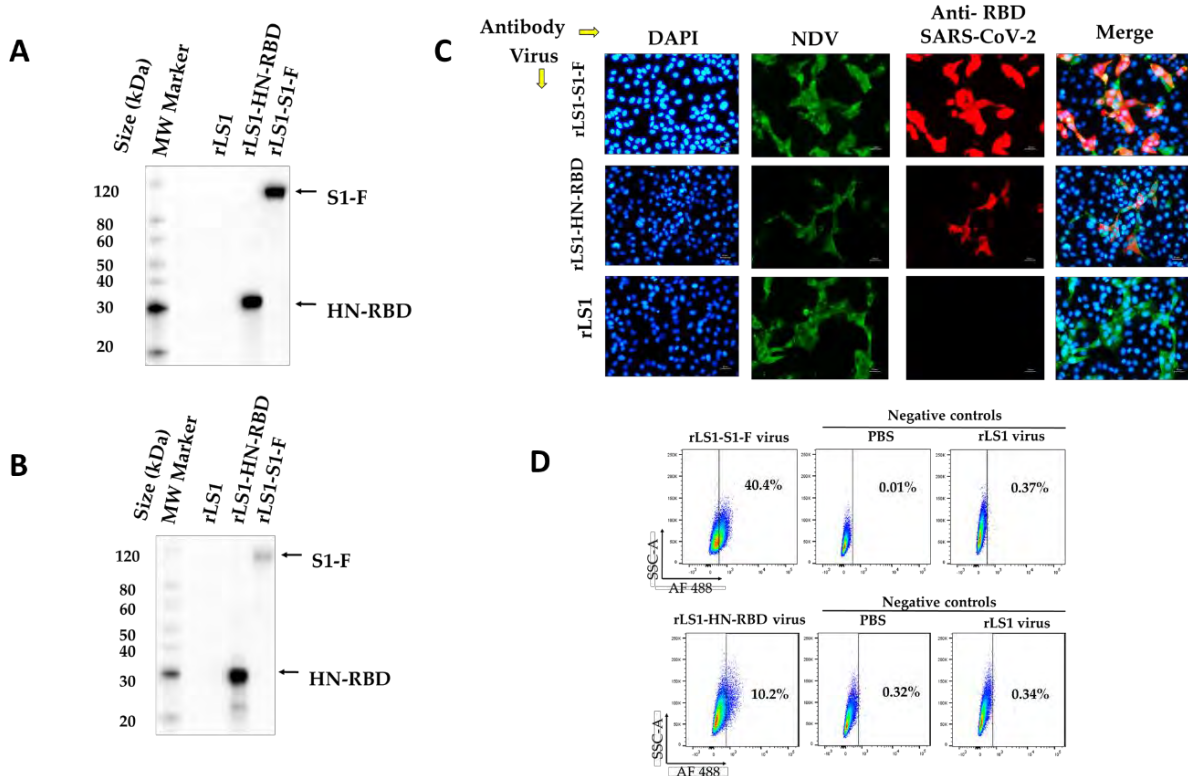 A
Size (kDa)
MW Marker
rLS1
rLS1-HN-RBD
rLS1-S1-F
120
80
60
50
40
30
20
S1-F
HN-RBD
B
Size (kDa)
MW Marker
rLS1
rLS1-HN-RBD
rLS1-S1-F
120
80
60
50
40
30
20
S1-F
HN-RBD
C
Antibody
Virus
DAPI
NDV
Anti- RBD
SARS-CoV-2
Merge
rLS1-S1-F
rLS1-HN-RBD
rLS1
D
Negative controls
rLS1-S1-F virus
PBS
rLS1 virus
40.4%
0.01%
0.37%
SSC-A
AF 488
Negative controls
rLS1-HN-RBD virus
PBS
rLS1 virus
10.2%
0.32%
0.34%
SSC-A
AF 488